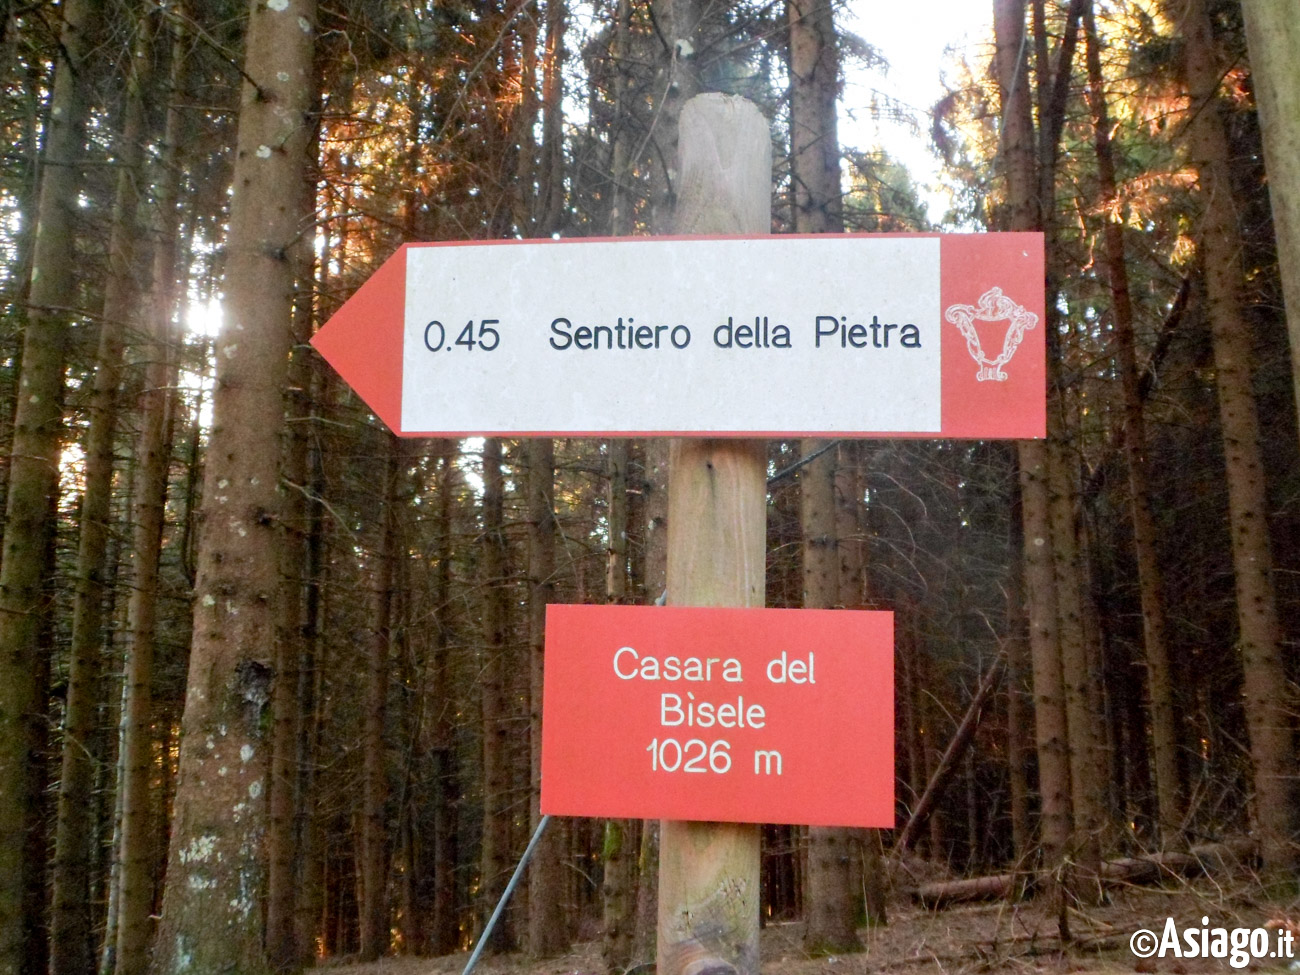 0.45 Sentiero della Pietra
Casara del
Bìsele
1026 m
©Asiago.it